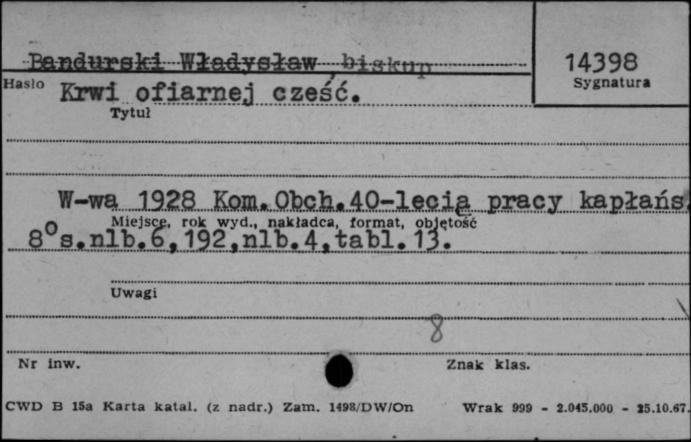 Bandurski Władysław, biskup
14398
Sygnatura
Hasło
Krwi ofiarnej cześć.
Tytuł
W-wa 1928 Kom. Obch. 40-lecia pracy kapłańs.
Miejsce, rok wyd., nakładca, format, objętość
8° s. nlb. 6, 192, nlb. 4, tabl. 13.
Uwagi
8
Nr inw.
Znak klas.
CWD B 15a Karta katal. (z nadr.) Zam. 1498/DW/On Wrak 999 - 2.045.000 - 25.10.67.